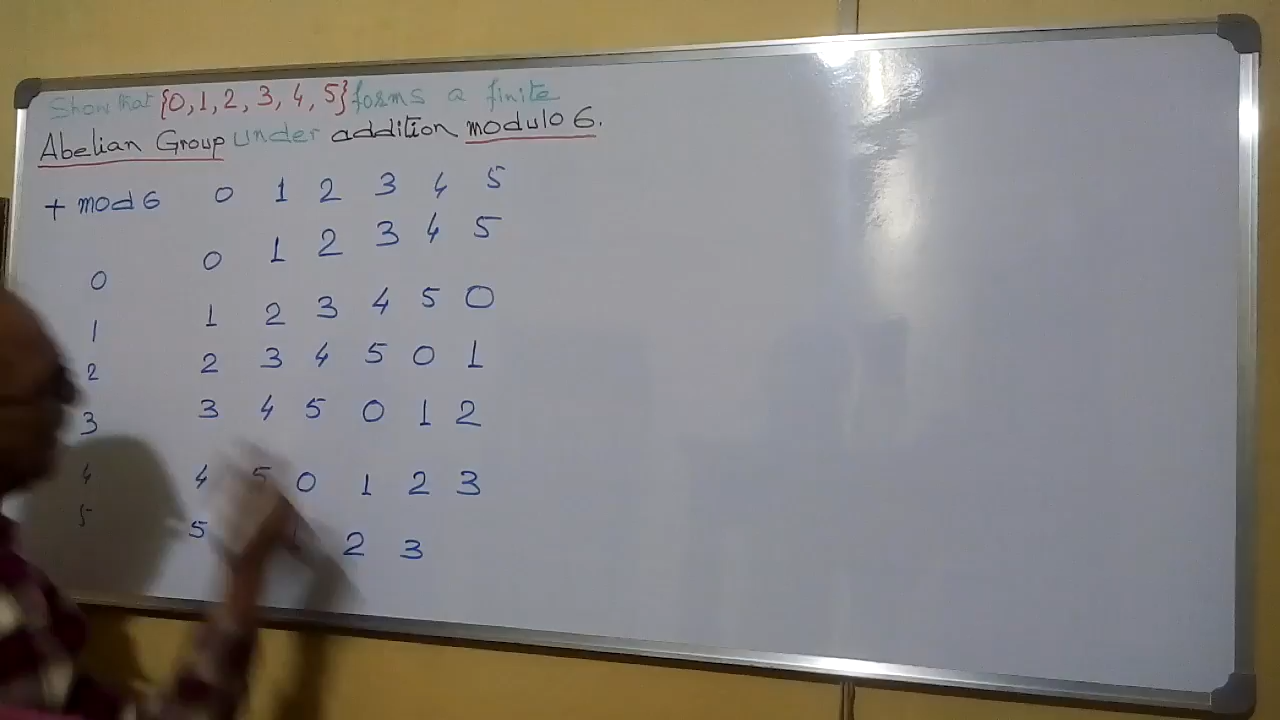 Show that {0,1,2, 3, 4, 5} forms a finite
Abelian Group under addition modulo 6.
+ mod 6 0 1 2 3 4 5
0 0 1 2 3 4 5
1 1 2 3 4 5 0
2 2 3 4 5 0 1
3 3 4 5 0 1 2
4 4 5 0 1 2 3
5 5 2 3